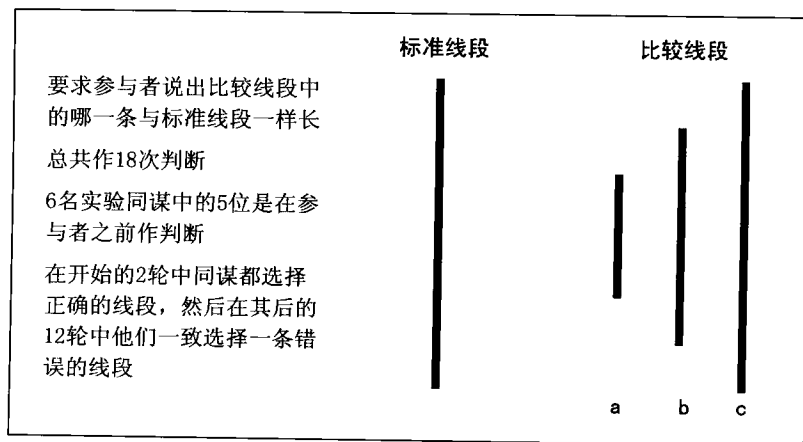 标准线段
比较线段
要求参与者说出比较线段中
的哪一条与标准线段一样长
总共作18次判断
6名实验同谋中的5位是在参
与者之前作判断
在开始的2轮中同谋都选择
正确的线段，然后在其后的
12轮中他们一致选择一条错
误的线段
a
b
c